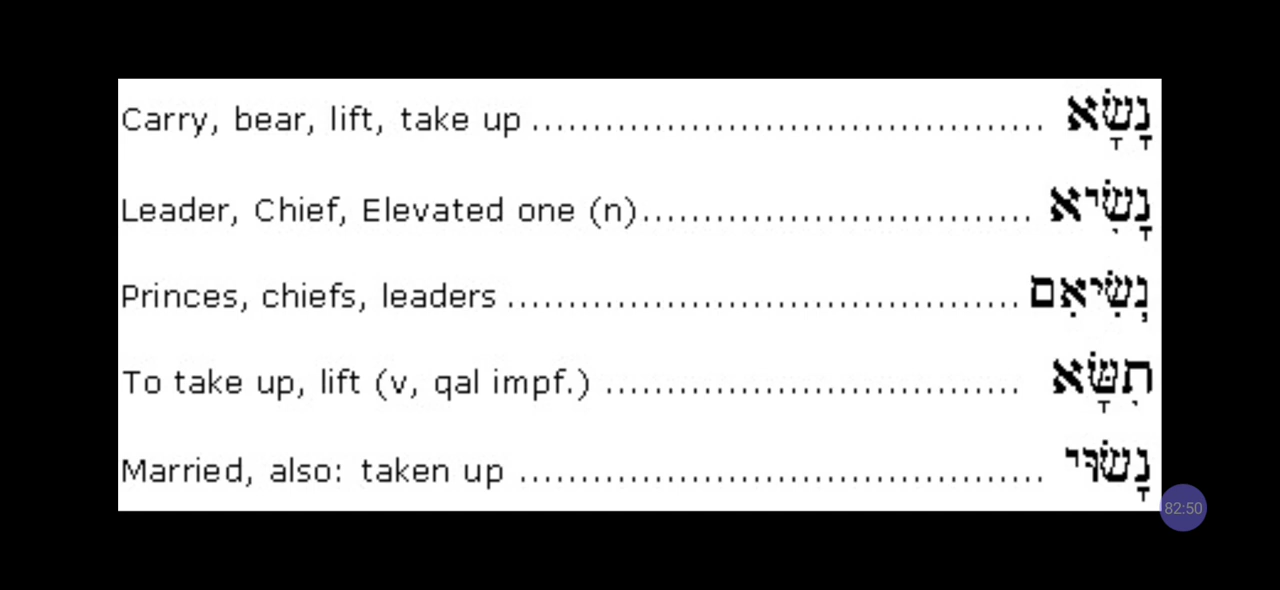 Carry, bear, lift, take up ............................................ נָשָׂא
Leader, Chief, Elevated one (n)................................. נָשִׂיא
Princes, chiefs, leaders ............................................ נְשִׂיאִם
To take up, lift (v, qal impf.) .................................... תִשָּׂא
Married, also: taken up ............................................. נָשׂוּי
82:50